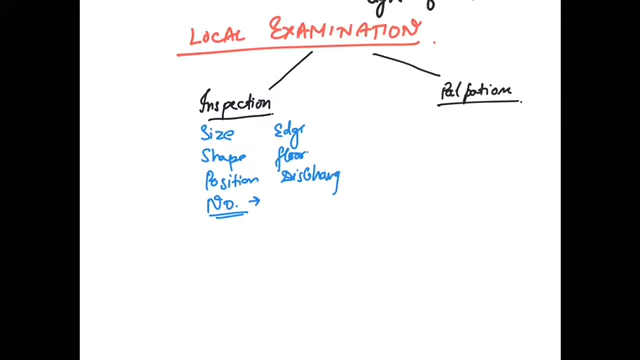 LOCAL EXAMINATION.
Inspection
Palpation
Size Edge
Shape floor
Position Discharg
No. →